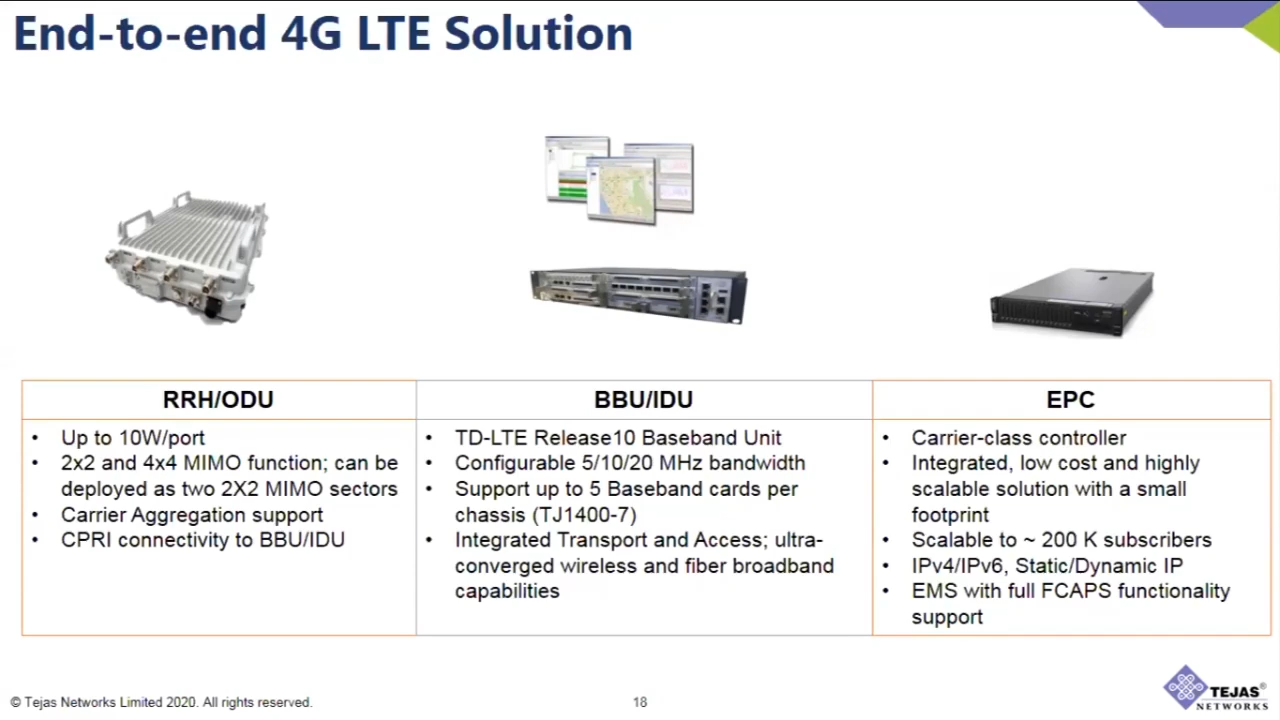 End-to-end 4G LTE Solution
RRH/ODU
• Up to 10W/port
• 2x2 and 4x4 MIMO function; can be
deployed as two 2X2 MIMO sectors
• Carrier Aggregation support
• CPRI connectivity to BBU/IDU
BBU/IDU
• TD-LTE Release10 Baseband Unit
• Configurable 5/10/20 MHz bandwidth
• Support up to 5 Baseband cards per
chassis (TJ1400-7)
• Integrated Transport and Access; ultra-
converged wireless and fiber broadband
capabilities
EPC
• Carrier-class controller
• Integrated, low cost and highly
scalable solution with a small
footprint
• Scalable to ~ 200 K subscribers
• IPv4/IPv6, Static/Dynamic IP
• EMS with full FCAPS functionality
support
© Tejas Networks Limited 2020. All rights reserved.
18
TEJAS®
NETWORKS